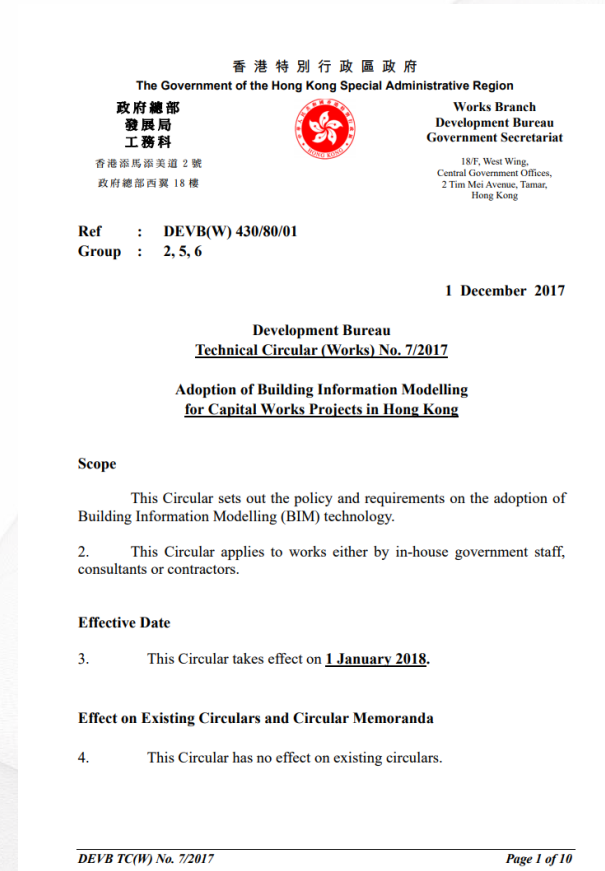 香港特別行政區政府
The Government of the Hong Kong Special Administrative Region
政府總部
發展局
工務科
香港添馬添美道 2 號
政府總部西翼 18 樓
Works Branch
Development Bureau
Government Secretariat
18/F, West Wing,
Central Government Offices,
2 Tim Mei Avenue, Tamar,
Hong Kong
Ref : DEVB(W) 430/80/01
Group : 2, 5, 6
1 December 2017
Development Bureau
Technical Circular (Works) No. 7/2017
Adoption of Building Information Modelling
for Capital Works Projects in Hong Kong
Scope
This Circular sets out the policy and requirements on the adoption of
Building Information Modelling (BIM) technology.
2. This Circular applies to works either by in-house government staff,
consultants or contractors.
Effective Date
3. This Circular takes effect on 1 January 2018.
Effect on Existing Circulars and Circular Memoranda
4. This Circular has no effect on existing circulars.
DEVB TC(W) No. 7/2017 Page 1 of 10